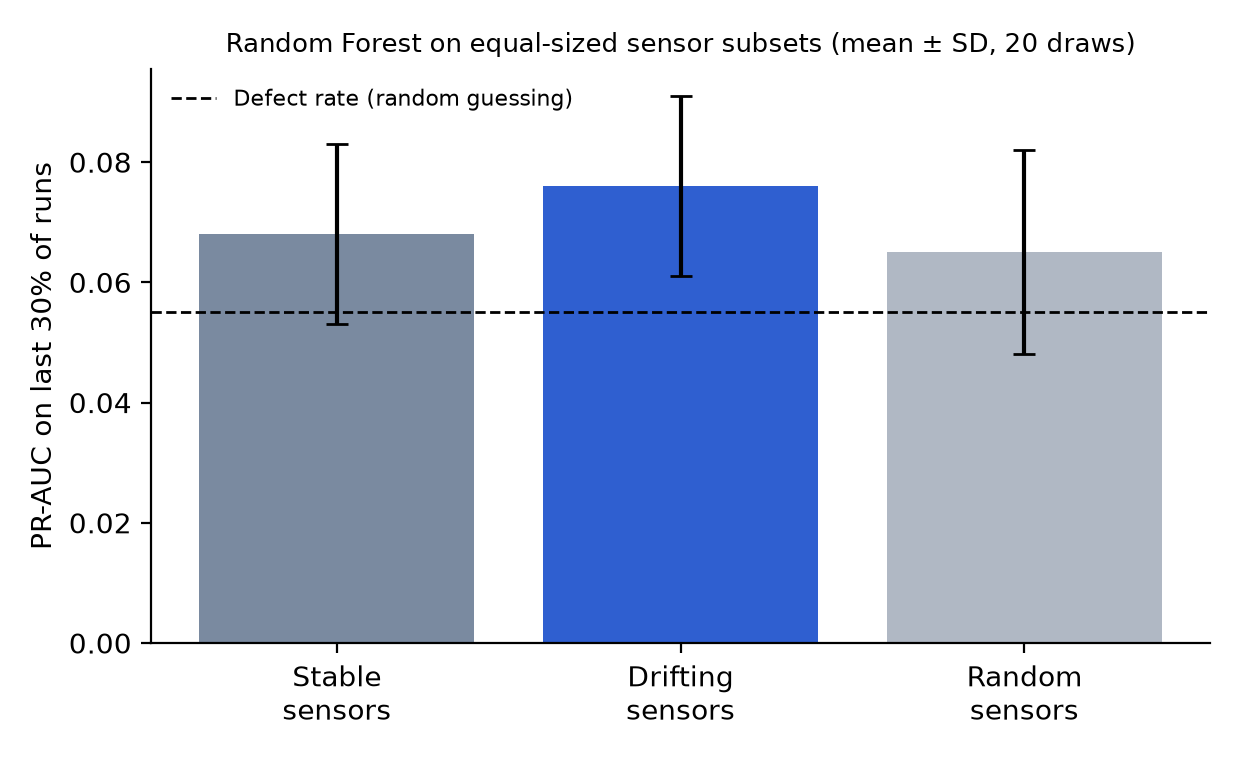 Random Forest on equal-sized sensor subsets (mean ± SD, 20 draws)
Defect rate (random guessing)
PR-AUC on last 30% of runs
0.08
0.06
0.04
0.02
0.00
Stable
sensors
Drifting
sensors
Random
sensors